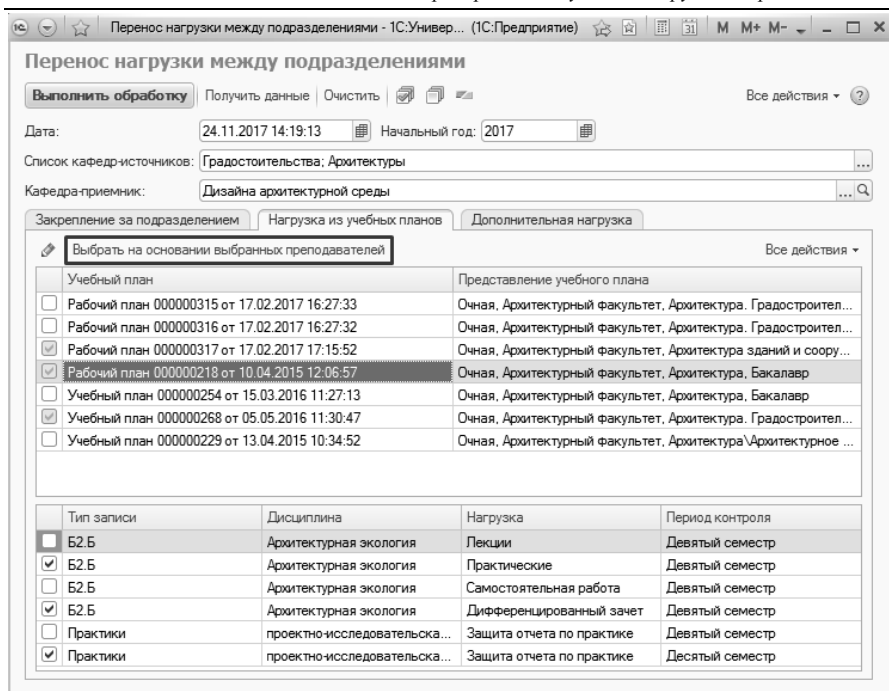 Перенос нагрузки между подразделениями - 1С:Универ... (1С:Предприятие) 31 M M+ M-
Перенос нагрузки между подразделениями
Выполнить обработку Получить данные Очистить Все действия ?
Дата: 24.11.2017 14:19:13 Начальный год: 2017
Список кафедр-источников: Градостоительства; Архитектуры ...
Кафедра-приемник: Дизайна архитектурной среды ...
Закрепление за подразделением Нагрузка из учебных планов Дополнительная нагрузка
Выбрать на основании выбранных преподавателей Все действия
Учебный план Представление учебного плана
Рабочий план 000000315 от 17.02.2017 16:27:33 Очная, Архитектурный факультет, Архитектура. Градостроител...
Рабочий план 000000316 от 17.02.2017 16:27:32 Очная, Архитектурный факультет, Архитектура. Градостроител...
Рабочий план 000000317 от 17.02.2017 17:15:52 Очная, Архитектурный факультет, Архитектура зданий и соору...
Рабочий план 000000218 от 10.04.2015 12:06:57 Очная, Архитектурный факультет, Архитектура, Бакалавр
Учебный план 000000254 от 15.03.2016 11:27:13 Очная, Архитектурный факультет, Архитектура, Бакалавр
Учебный план 000000268 от 05.05.2016 11:30:47 Очная, Архитектурный факультет, Архитектура. Градостроител...
Учебный план 000000229 от 13.04.2015 10:34:52 Очная, Архитектурный факультет, Архитектура\Архитектурное ...
Тип записи Дисциплина Нагрузка Период контроля
Б2.Б Архитектурная экология Лекции Девятый семестр
Б2.Б Архитектурная экология Практические Девятый семестр
Б2.Б Архитектурная экология Самостоятельная работа Девятый семестр
Б2.Б Архитектурная экология Дифференцированный зачет Девятый семестр
Практики проектно-исследовательска... Защита отчета по практике Девятый семестр
Практики проектно-исследовательска... Защита отчета по практике Десятый семестр